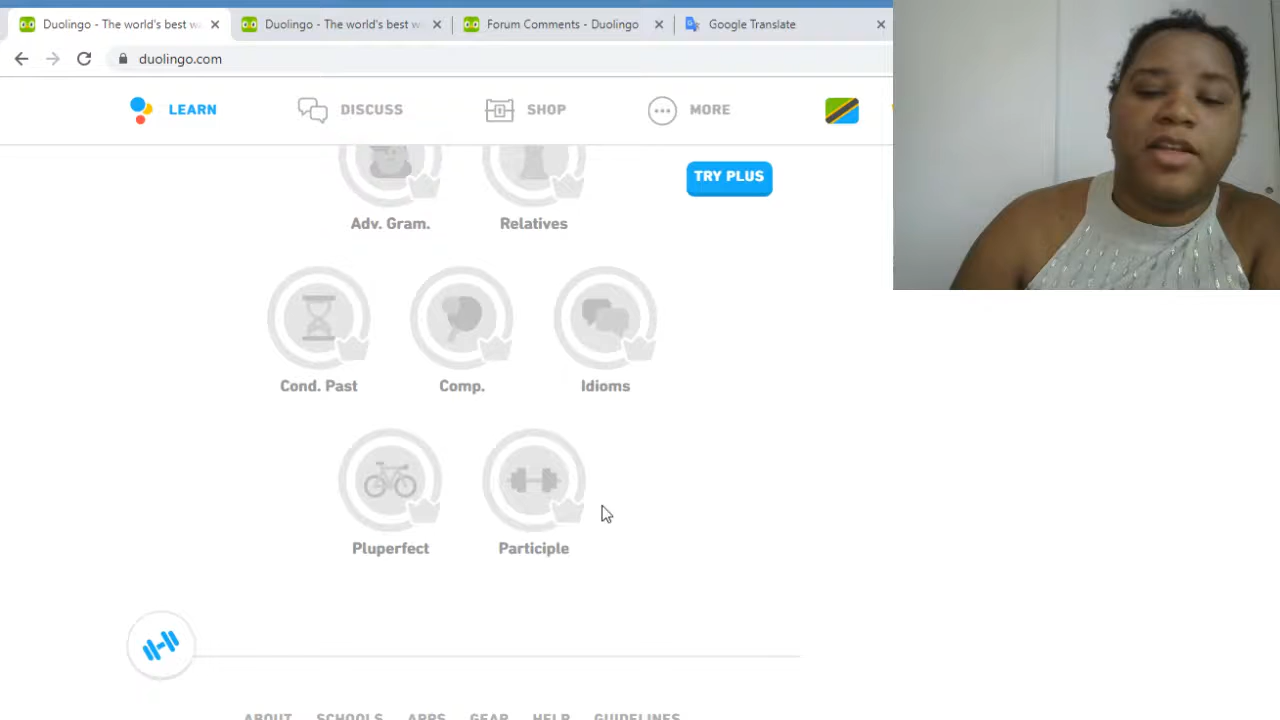 Duolingo - The world's best wa
Duolingo - The world's best w
Forum Comments - Duolingo
Google Translate
duolingo.com
LEARN
DISCUSS
SHOP
MORE
TRY PLUS
Adv. Gram.
Relatives
Cond. Past
Comp.
Idioms
Pluperfect
Participle
ABOUT SCHOOLS APPS GEAR HELP GUIDELINES